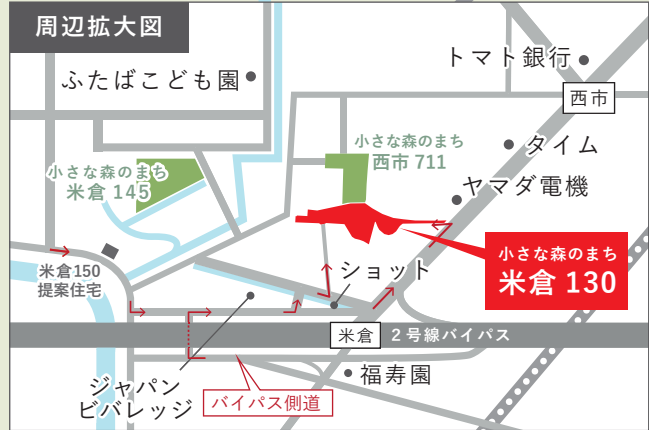 周辺拡大図
トマト銀行
ふたばこども園
西市
小さな森のまち
西市 711
タイム
小さな森のまち
米倉 145
ヤマダ電機
小さな森のまち
米倉 130
米倉150
提案住宅
ショット
米倉
2号線バイパス
ジャパン
ビバレッジ
福寿園
バイパス側道